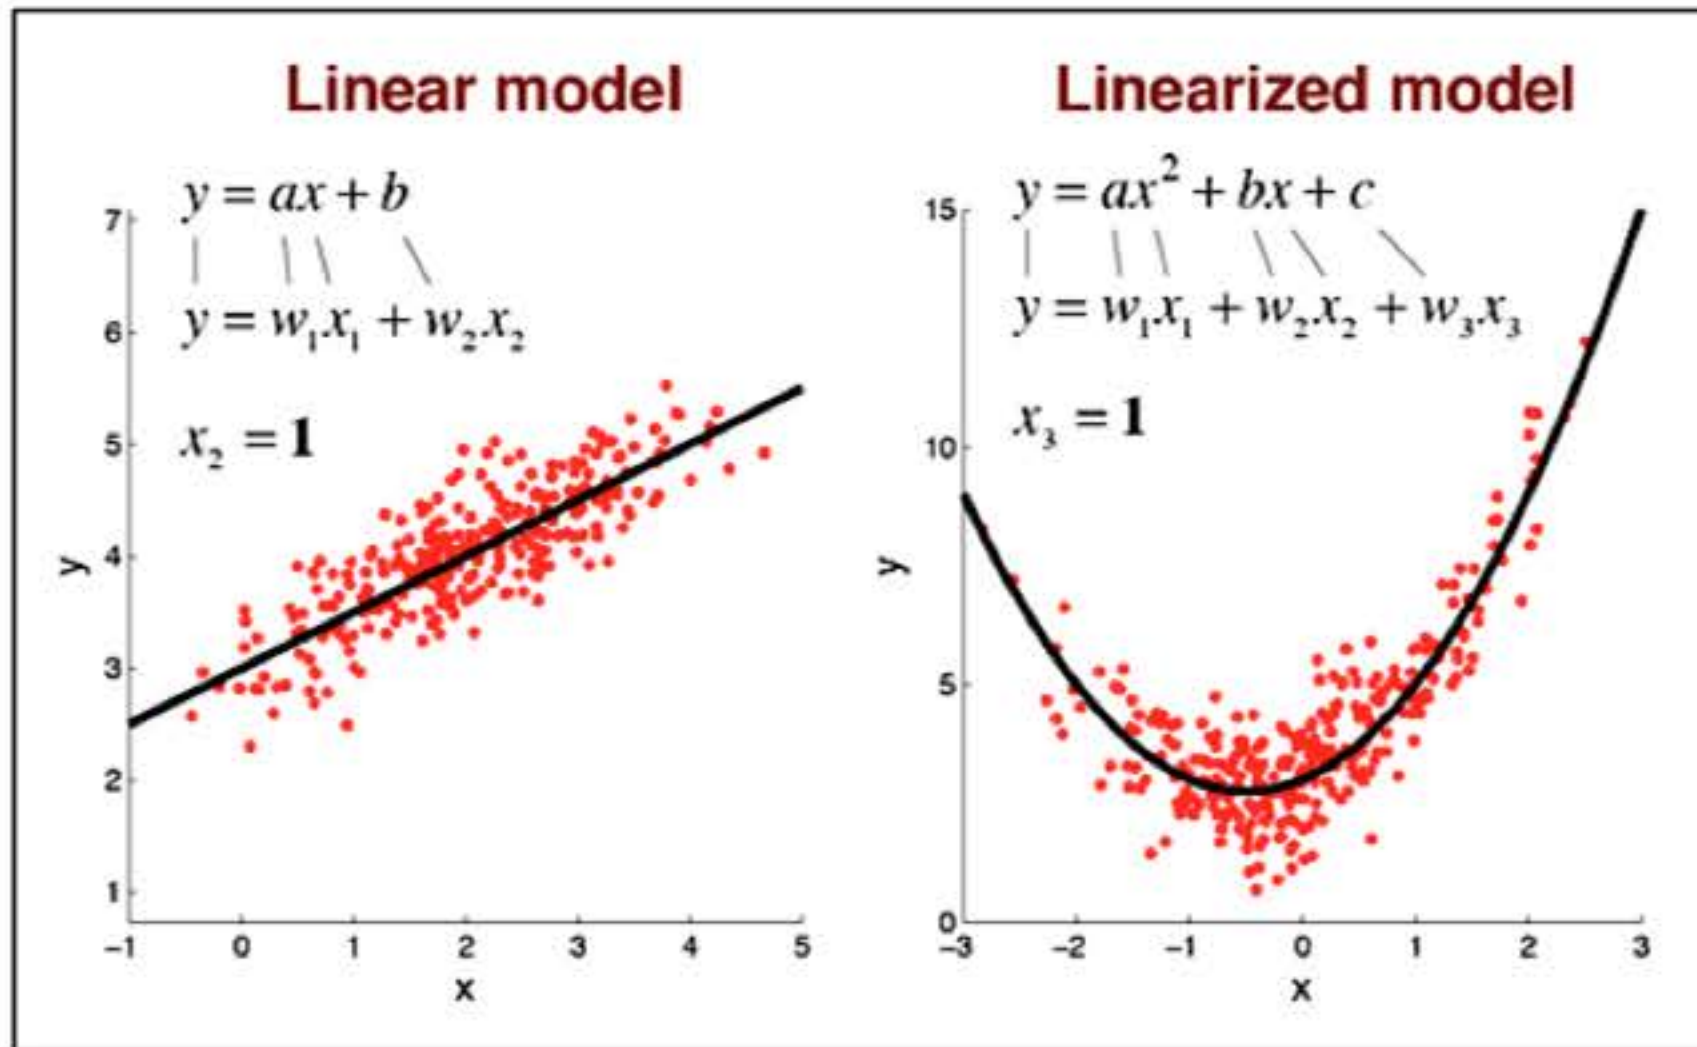 Linear model
y = ax + b
y = w₁x₁ + w₂x₂
x₂ = 1
7
6
5
4
3
2
1
y
-1 0 1 2 3 4 5
x
Linearized model
y = ax² + bx + c
y = w₁x₁ + w₂x₂ + w₃x₃
x₃ = 1
15
10
5
0
y
-3 -2 -1 0 1 2 3
x